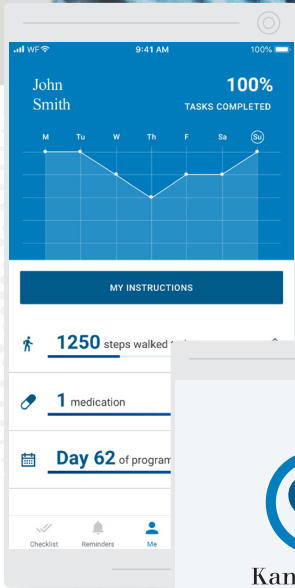 WF 9:41 AM 100%
John 100%
Smith TASKS COMPLETED
M Tu W Th F Sa Su
MY INSTRUCTIONS
1250 steps walked
1 medication
Day 62 of program
Checklist Reminders Me
Kan